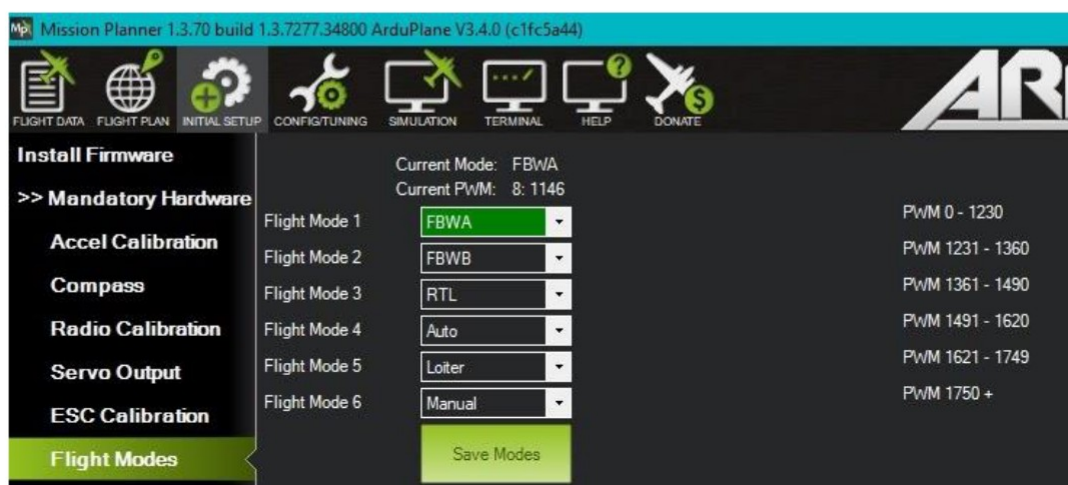 Mission Planner 1.3.70 build 1.3.7277.34800 ArduPlane V3.4.0 (c1fc5a44)
FLIGHT DATA FLIGHT PLAN INITIAL SETUP CONFIG/TUNING SIMULATION TERMINAL HELP DONATE
Install Firmware
>> Mandatory Hardware
Accel Calibration
Compass
Radio Calibration
Servo Output
ESC Calibration
Flight Modes
Current Mode: FBWA
Current PWM: 8: 1146
Flight Mode 1 FBWA PWM 0 - 1230
Flight Mode 2 FBWB PWM 1231 - 1360
Flight Mode 3 RTL PWM 1361 - 1490
Flight Mode 4 Auto PWM 1491 - 1620
Flight Mode 5 Loiter PWM 1621 - 1749
Flight Mode 6 Manual PWM 1750 +
Save Modes